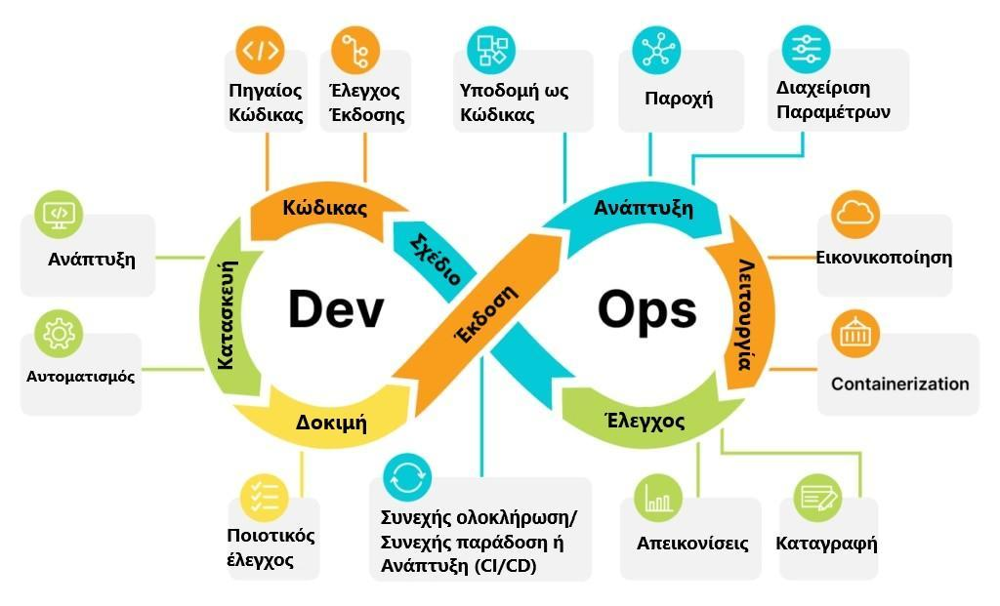 Πηγαίος
Κώδικας
Έλεγχος
Έκδοσης
Υποδομή ως
Κώδικας
Παροχή
Διαχείριση
Παραμέτρων
Ανάπτυξη
Αυτοματισμός
Κώδικας
Σχέδιο
Κατασκευή
Dev
Δοκιμή
Έκδοση
Ανάπτυξη
Ops
Λειτουργία
Έλεγχος
Εικονικοποίηση
Containerization
Ποιοτικός
έλεγχος
Συνεχής ολοκλήρωση/
Συνεχής παράδοση ή
Ανάπτυξη (CI/CD)
Απεικονίσεις
Καταγραφή